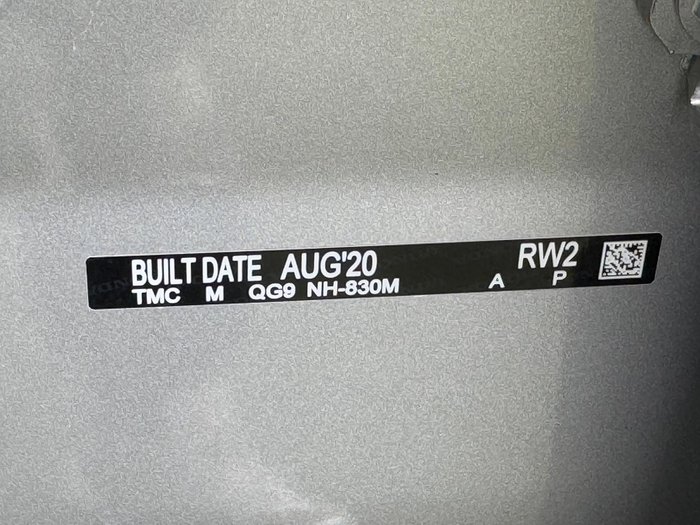 BUILT DATE AUG'20 RW2
TMC M QG9 NH-830M A P